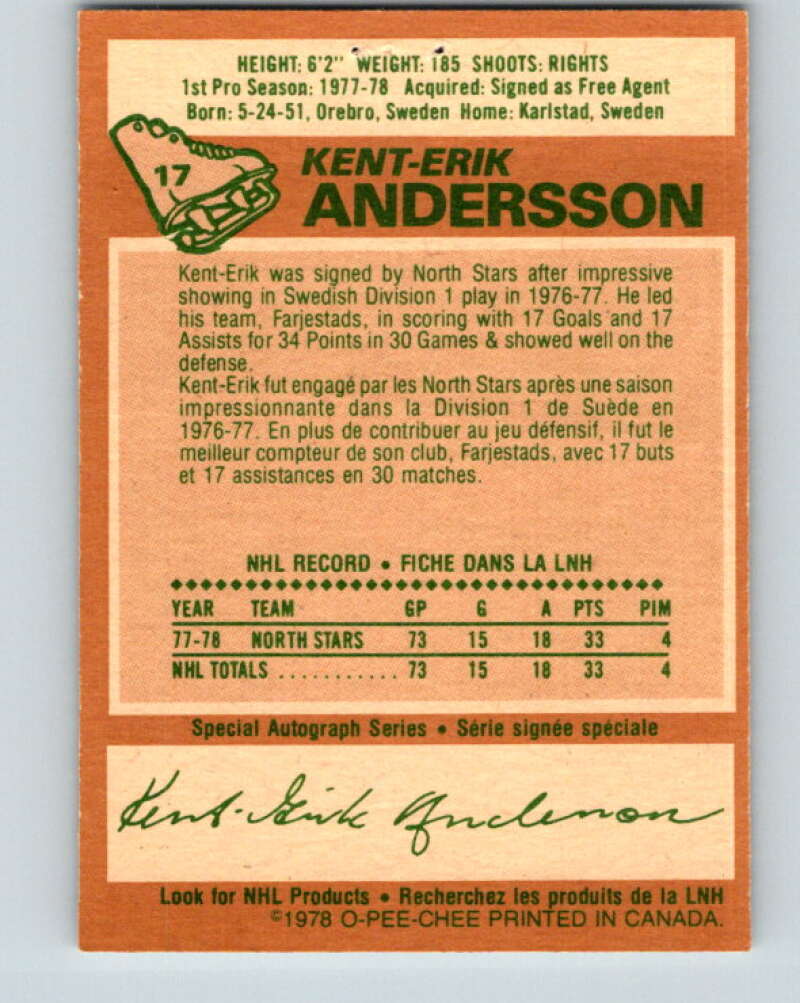 HEIGHT: 6'2" WEIGHT: 185 SHOOTS: RIGHTS
1st Pro Season: 1977-78 Acquired: Signed as Free Agent
Born: 5-24-51, Orebro, Sweden Home: Karlstad, Sweden
17
KENT-ERIK
ANDERSSON
Kent-Erik was signed by North Stars after impressive
showing in Swedish Division 1 play in 1976-77. He led
his team, Farjestads, in scoring with 17 Goals and 17
Assists for 34 Points in 30 Games & showed well on the
defense.
Kent-Erik fut engagé par les North Stars après une saison
impressionnante dans la Division 1 de Suède en
1976-77. En plus de contribuer au jeu défensif, il fut le
meilleur compteur de son club, Farjestads, avec 17 buts
et 17 assistances en 30 matches.
NHL RECORD • FICHE DANS LA LNH
YEAR TEAM GP G A PTS PIM
77-78 NORTH STARS 73 15 18 33 4
NHL TOTALS ........... 73 15 18 33 4
Special Autograph Series • Série signée spéciale
Kent-Erik Andersson
Look for NHL Products • Recherchez les produits de la LNH
©1978 O-PEE-CHEE PRINTED IN CANADA.